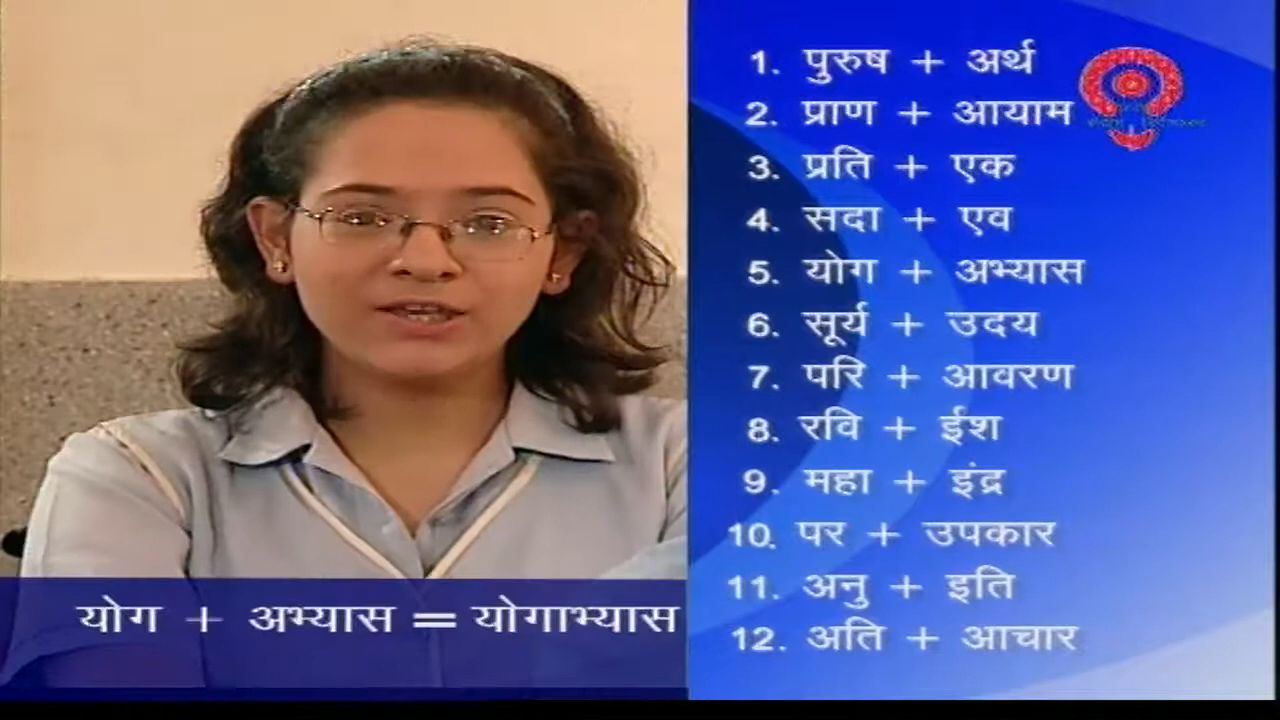 1. पुरुष + अर्थ
2. प्राण + आयाम
3. प्रति + एक
4. सदा + एव
5. योग + अभ्यास
6. सूर्य + उदय
7. परि + आवरण
8. रवि + ईश
9. महा + इंद्र
10. पर + उपकार
11. अनु + इति
12. अति + आचार
योग + अभ्यास = योगाभ्यास